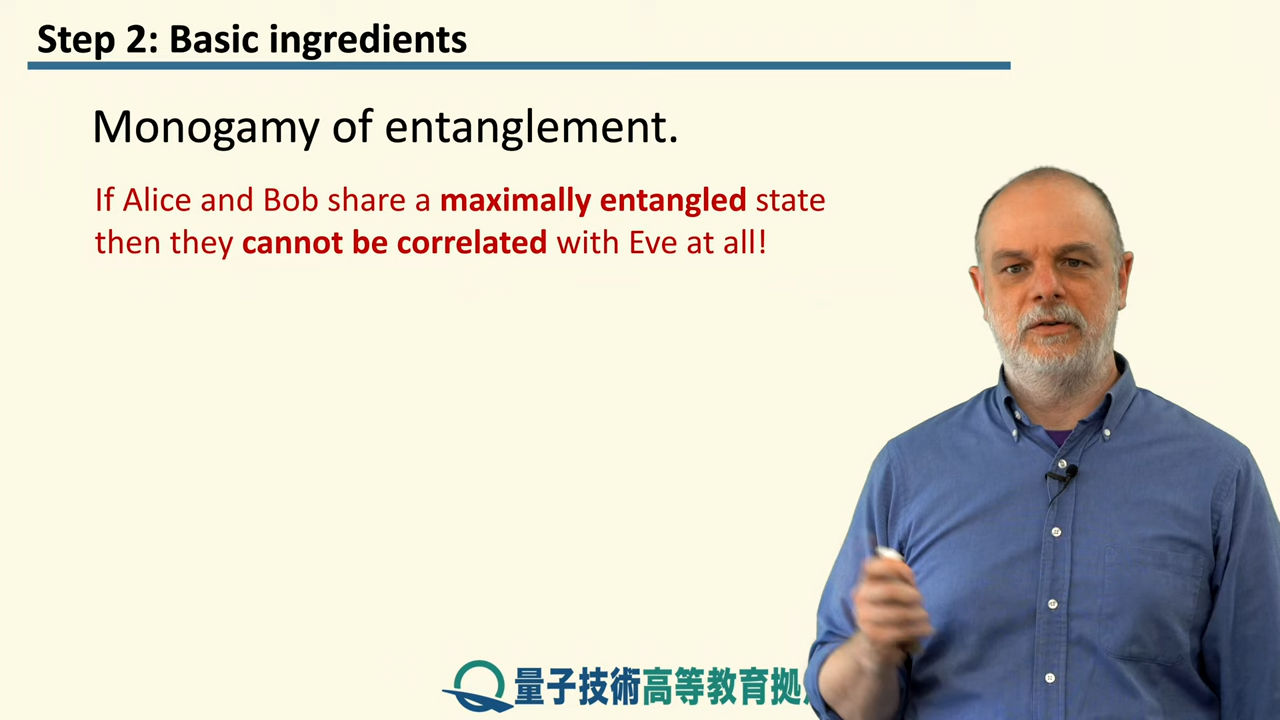 Step 2: Basic ingredients
Monogamy of entanglement.
If Alice and Bob share a maximally entangled state
then they cannot be correlated with Eve at all!
量子技術高等教育拠